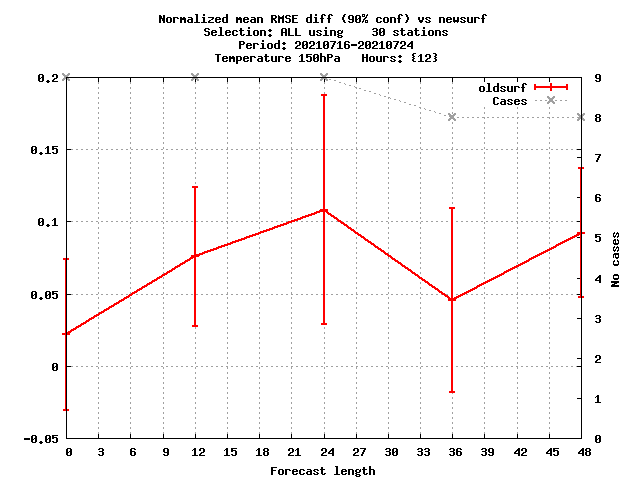 Normalized mean RMSE diff (90% conf) vs newsurf
Selection: ALL using    30 stations
Period: 20210716-20210724
Temperature 150hPa   Hours: {12}
oldsurf
Cases
0.2
0.15
0.1
0.05
0
-0.05
9
8
7
6
5
4
3
2
1
0
No cases
0 3 6 9 12 15 18 21 24 27 30 33 36 39 42 45 48
Forecast length